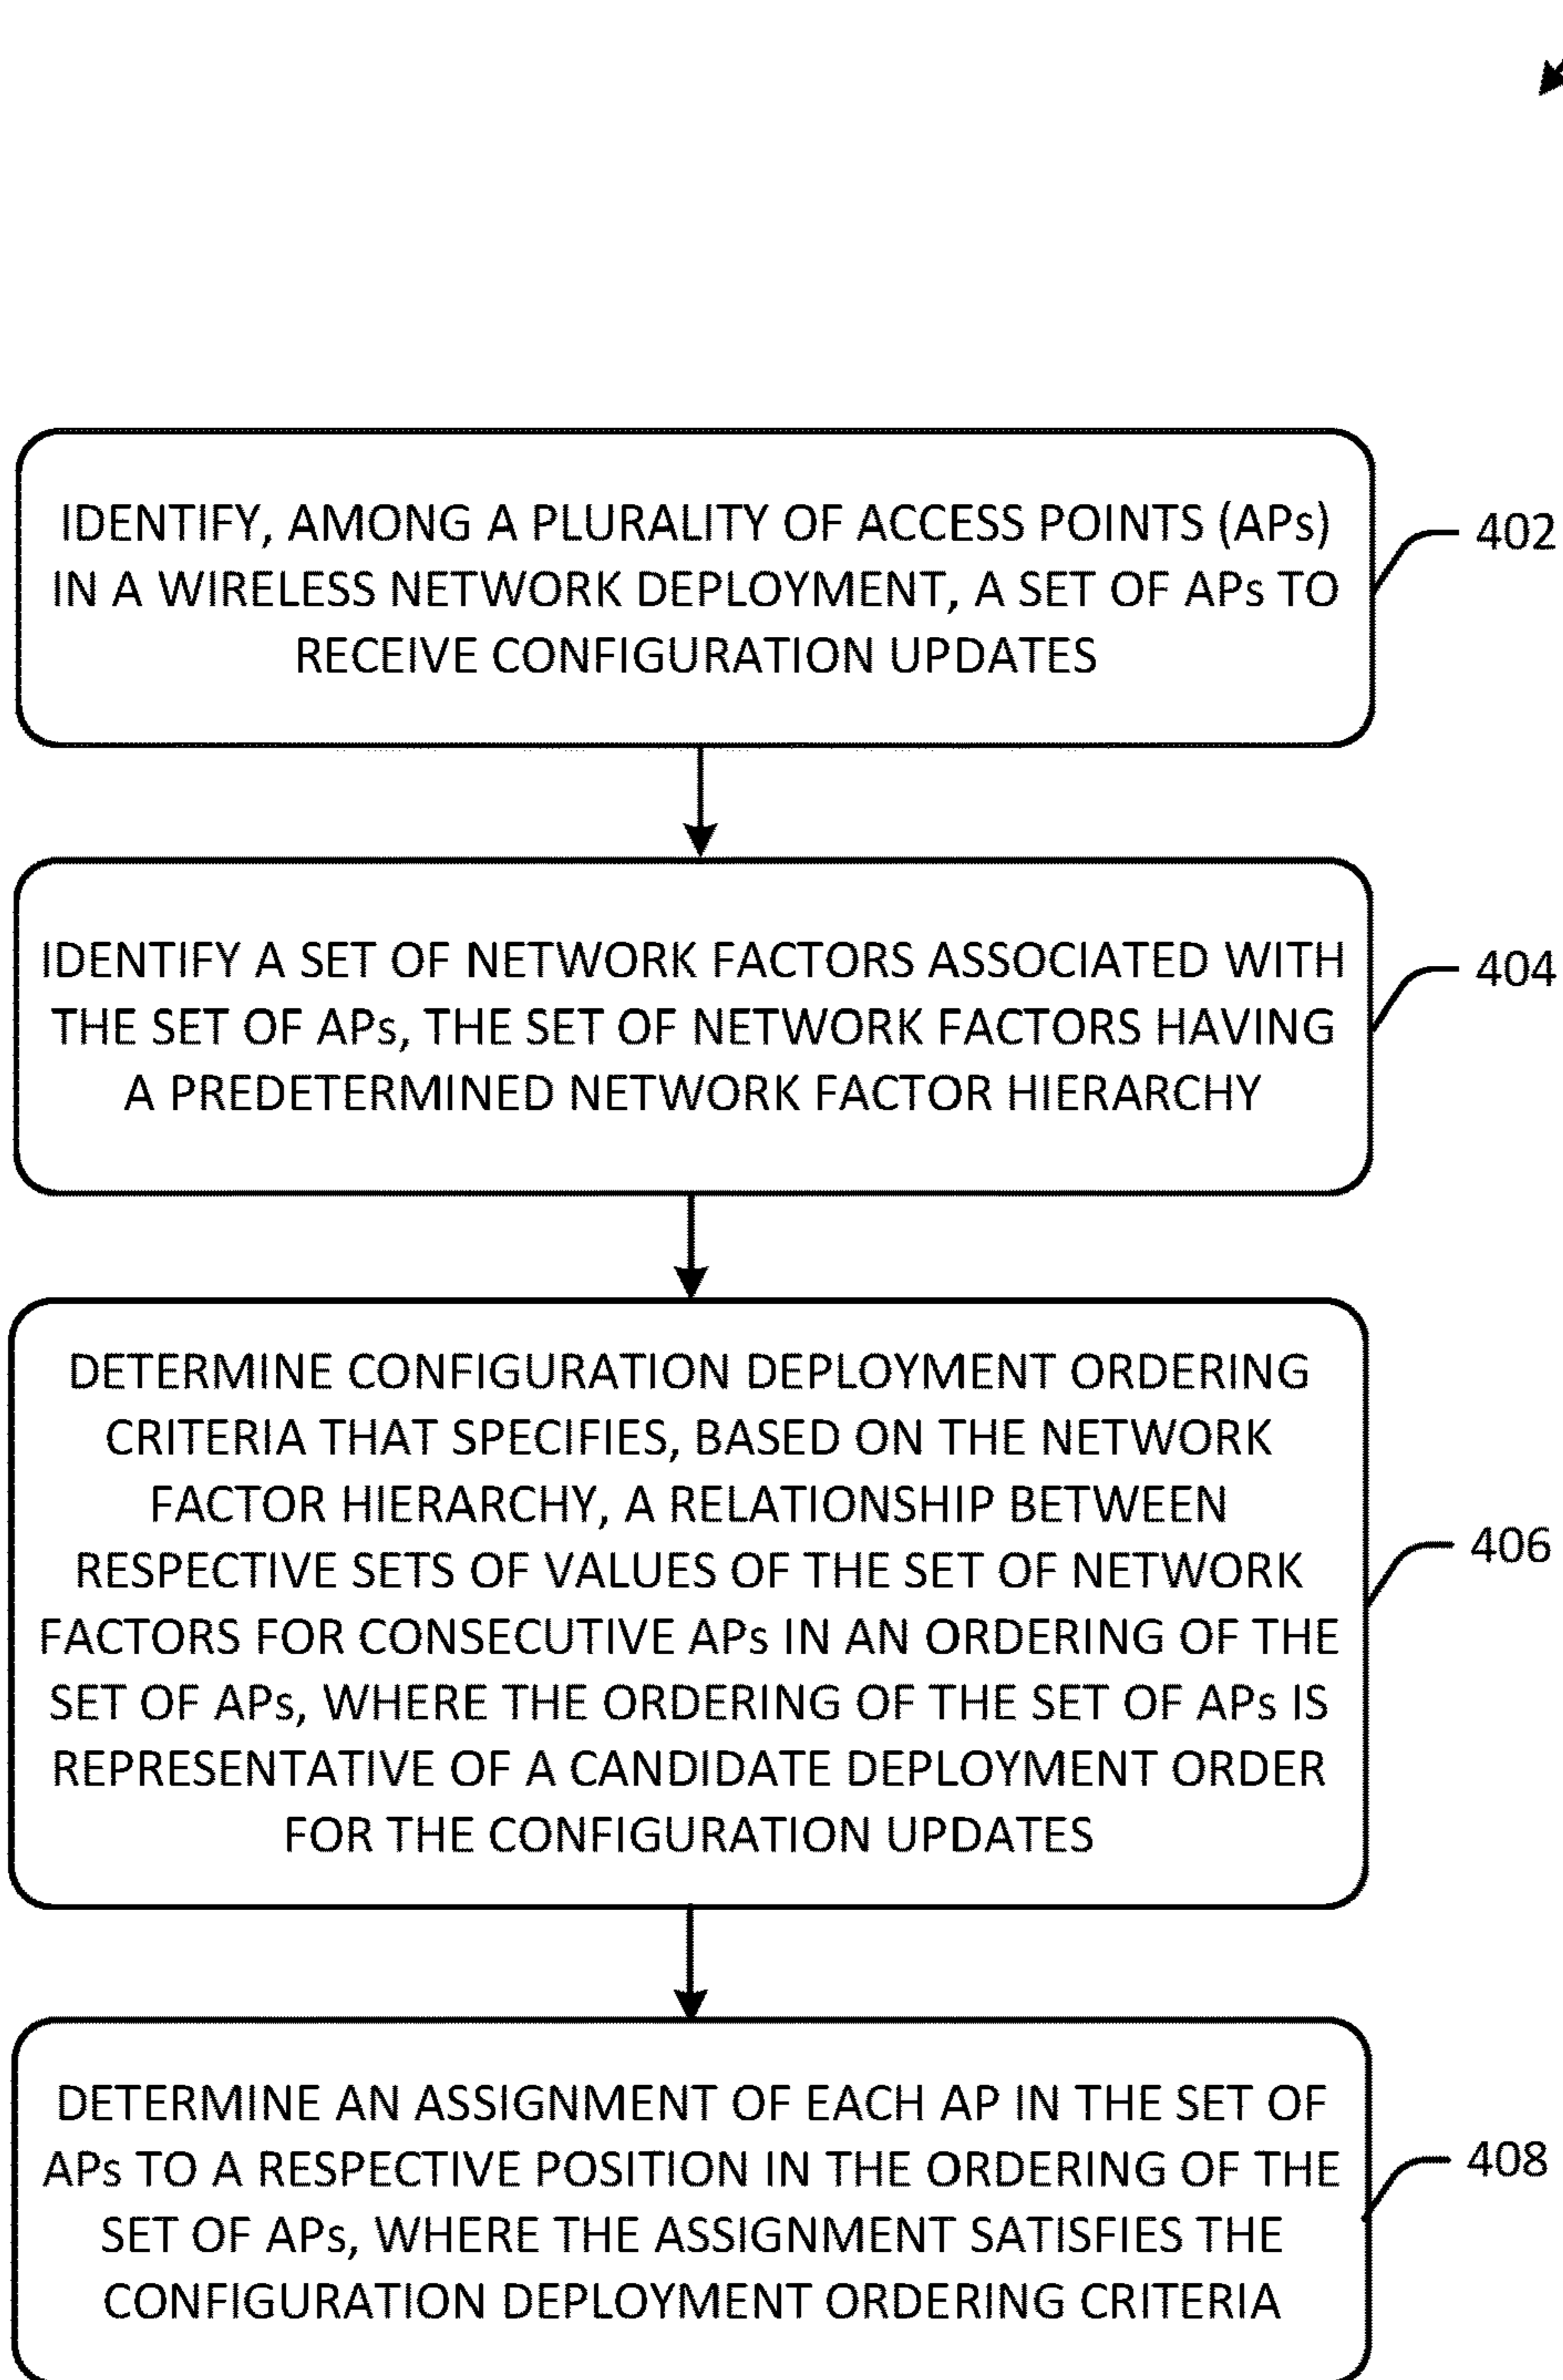 IDENTIFY, AMONG A PLURALITY OF ACCESS POINTS (APs)
IN A WIRELESS NETWORK DEPLOYMENT, A SET OF APs TO
RECEIVE CONFIGURATION UPDATES
402
IDENTIFY A SET OF NETWORK FACTORS ASSOCIATED WITH
THE SET OF APs, THE SET OF NETWORK FACTORS HAVING
A PREDETERMINED NETWORK FACTOR HIERARCHY
404
DETERMINE CONFIGURATION DEPLOYMENT ORDERING
CRITERIA THAT SPECIFIES, BASED ON THE NETWORK
FACTOR HIERARCHY, A RELATIONSHIP BETWEEN
RESPECTIVE SETS OF VALUES OF THE SET OF NETWORK
FACTORS FOR CONSECUTIVE APs IN AN ORDERING OF THE
SET OF APs, WHERE THE ORDERING OF THE SET OF APs IS
REPRESENTATIVE OF A CANDIDATE DEPLOYMENT ORDER
FOR THE CONFIGURATION UPDATES
406
DETERMINE AN ASSIGNMENT OF EACH AP IN THE SET OF
APs TO A RESPECTIVE POSITION IN THE ORDERING OF THE
SET OF APs, WHERE THE ASSIGNMENT SATISFIES THE
CONFIGURATION DEPLOYMENT ORDERING CRITERIA
408